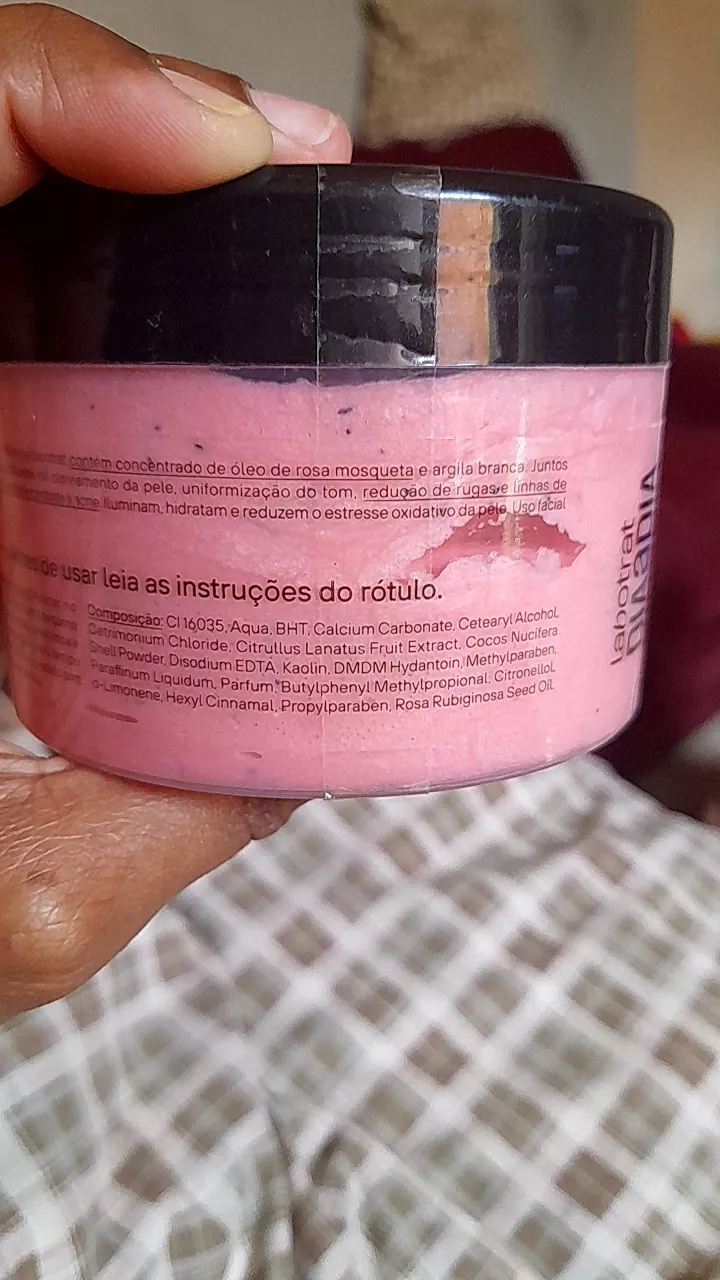 contém concentrado de óleo de rosa mosqueta e argila branca. Juntos
da pele, uniformização do tom, redução de rugas e linhas de
acne. Iluminam, hidratam e reduzem o estresse oxidativo da pele. Uso facial
de usar leia as instruções do rótulo.
Composição: CI 16035, Aqua, BHT, Calcium Carbonate, Cetearyl Alcohol,
Cetrimonium Chloride, Citrullus Lanatus Fruit Extract, Cocos Nucifera
Shell Powder, Disodium EDTA, Kaolin, DMDM Hydantoin, Methylparaben,
Paraffinum Liquidum, Parfum, Butylphenyl Methylpropional, Citronellol,
d-Limonene, Hexyl Cinnamal, Propylparaben, Rosa Rubiginosa Seed Oil.
labotrat